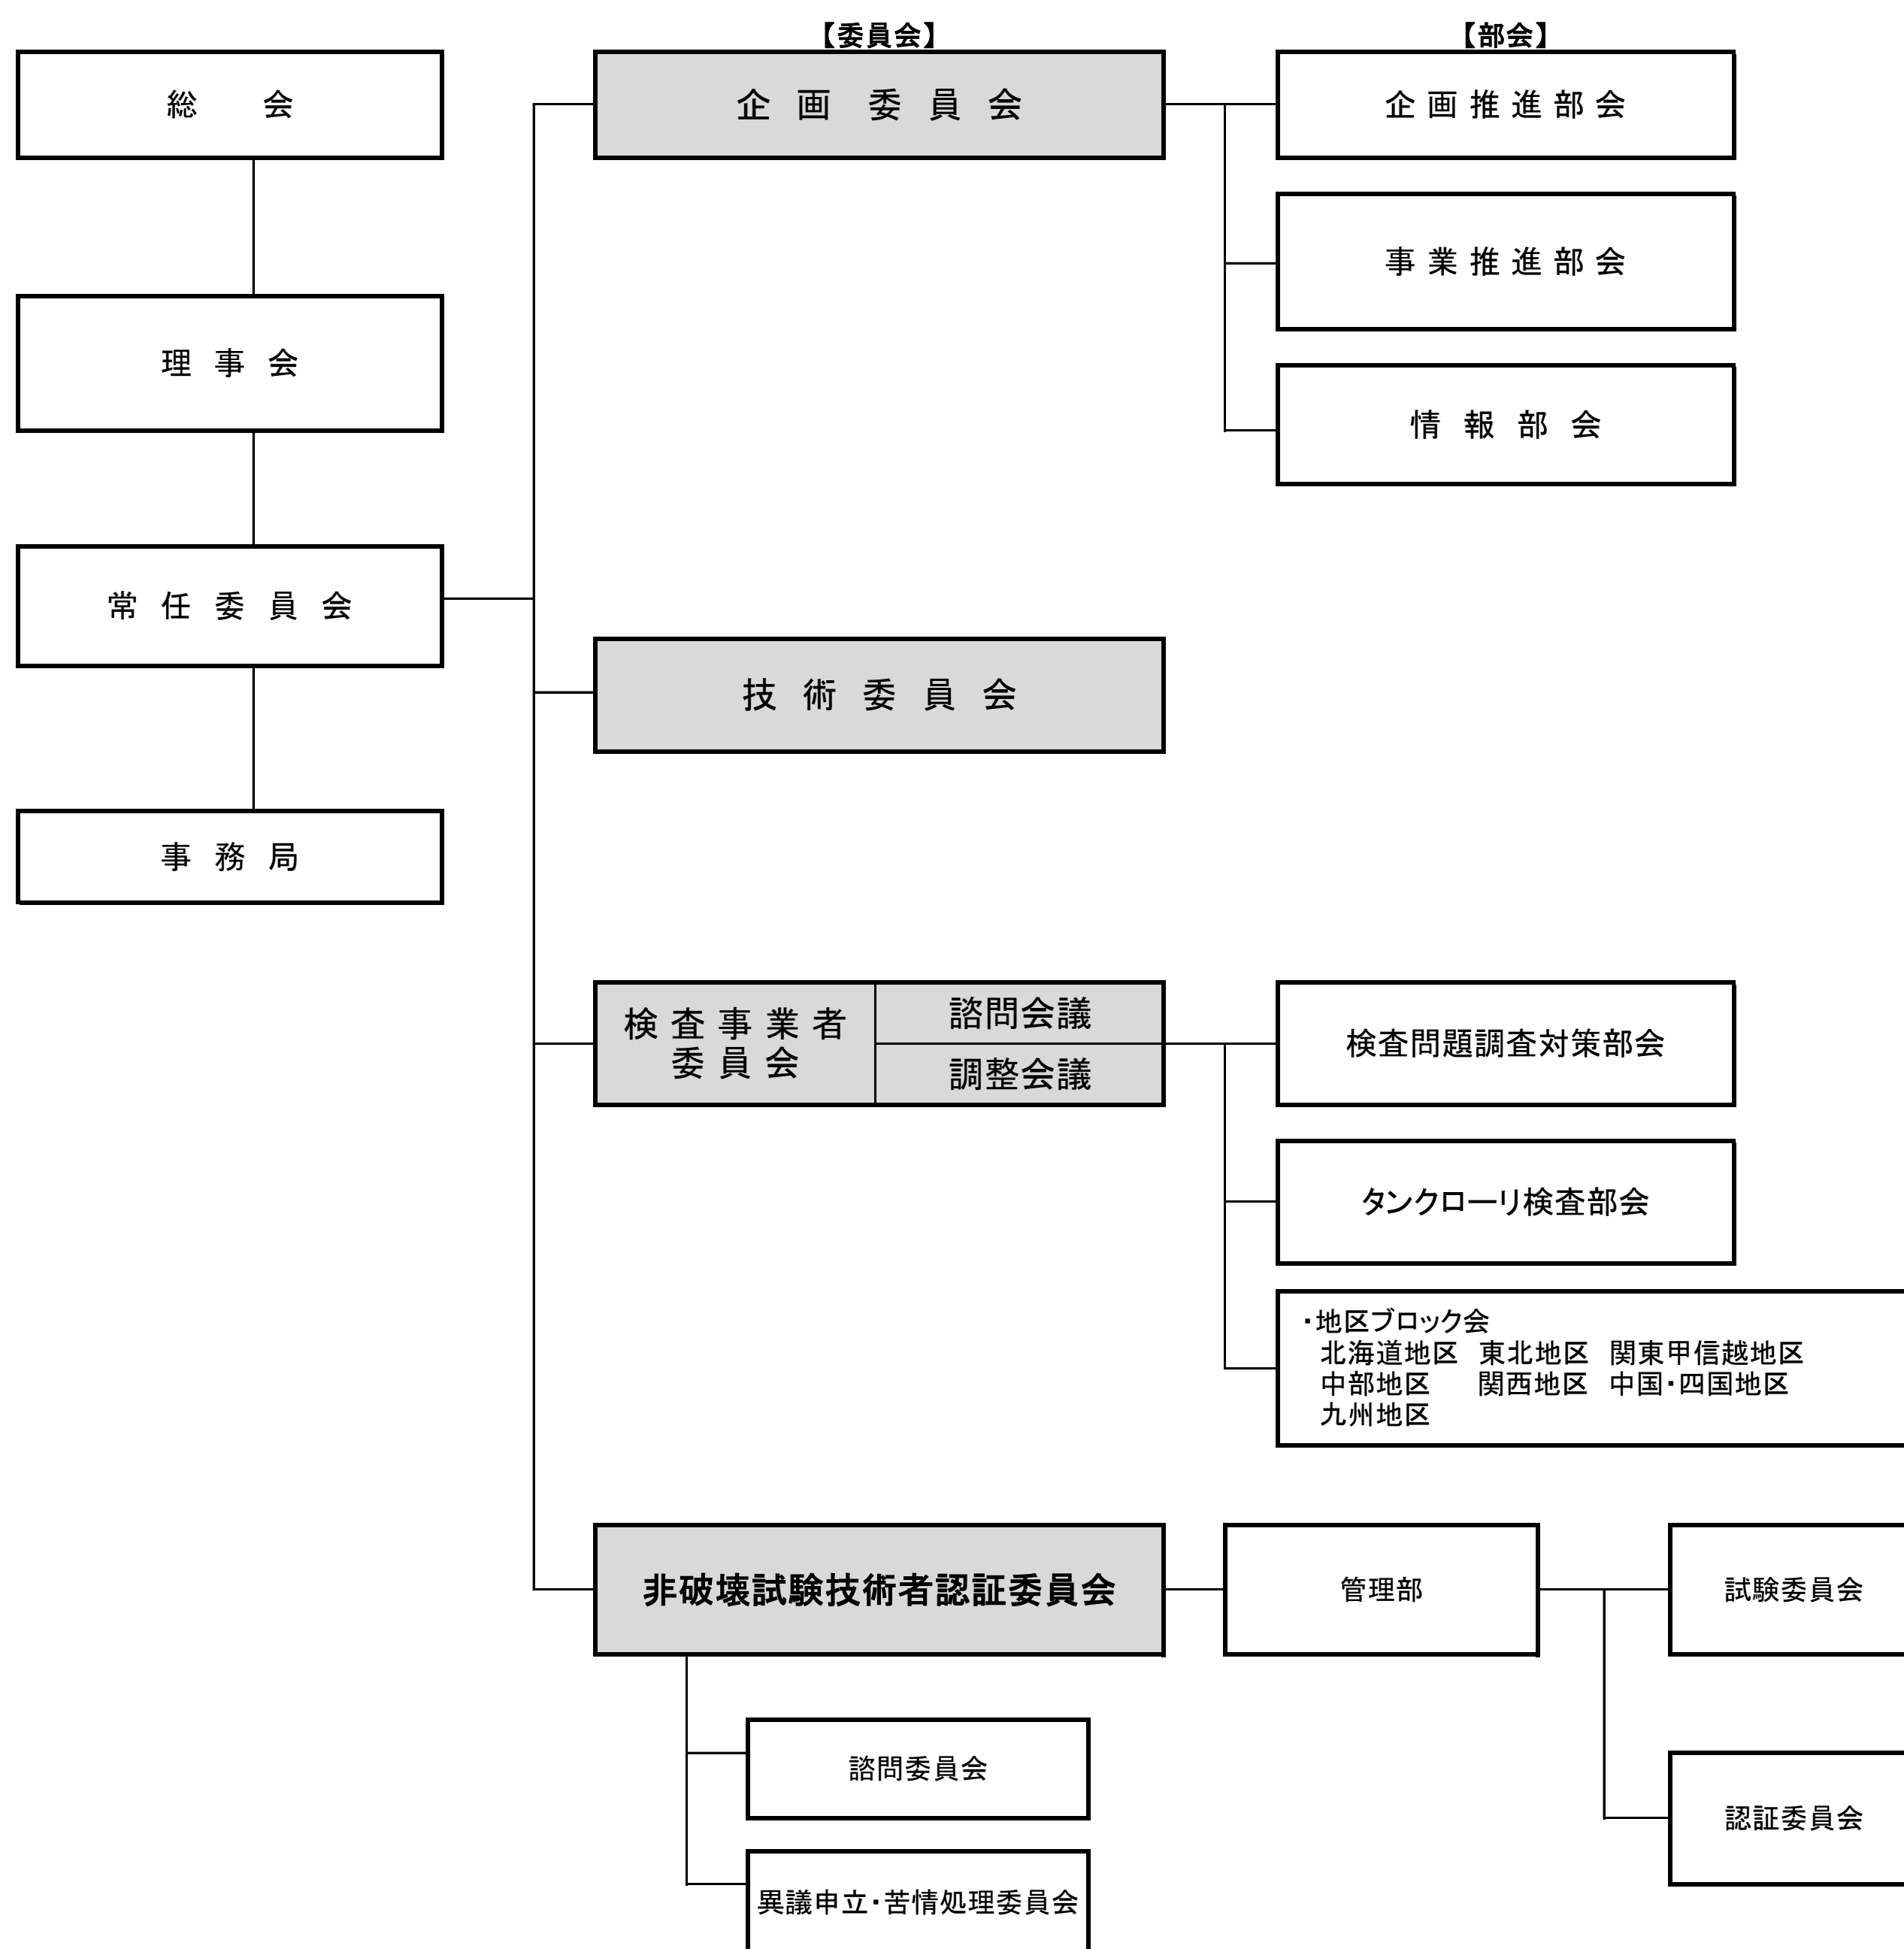 【委員会】
【部会】
総　　会
企 画 委 員 会
企 画 推 進 部 会
事 業 推 進 部 会
理 事 会
情 報 部 会
常 任 委 員 会
技 術 委 員 会
事 務 局
検 査 事 業 者
委 員 会
諮問会議
調整会議
検査問題調査対策部会
タンクローリ検査部会
・地区ブロック会
北海道地区　東北地区　関東甲信越地区
中部地区　関西地区　中国・四国地区
九州地区
非破壊試験技術者認証委員会
管理部
試験委員会
諮問委員会
認証委員会
異議申立・苦情処理委員会